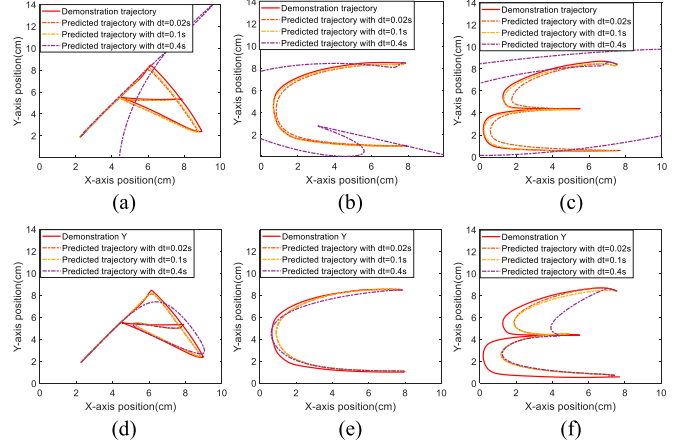 14
12
10
8
6
4
2
Y-axis position(cm)
Demonstration trajectory
Predicted trajectory with dt=0.02s
Predicted trajectory with dt=0.1s
Predicted trajectory with dt=0.4s
0 2 4 6 8 10
X-axis position(cm)
(a)
14
12
10
8
6
4
2
Y-axis position(cm)
Demonstration trajectory
Predicted trajectory with dt=0.02s
Predicted trajectory with dt=0.1s
Predicted trajectory with dt=0.4s
0 2 4 6 8 10
X-axis position(cm)
(b)
14
12
10
8
6
4
2
Y-axis position(cm)
Demonstration trajectory
Predicted trajectory with dt=0.02s
Predicted trajectory with dt=0.1s
Predicted trajectory with dt=0.4s
0 2 4 6 8 10
X-axis position(cm)
(c)
14
12
10
8
6
4
2
0
Y-axis position(cm)
Demonstration Y
Predicted trajectory with dt=0.02s
Predicted trajectory with dt=0.1s
Predicted trajectory with dt=0.4s
0 2 4 6 8 10
X-axis position(cm)
(d)
14
12
10
8
6
4
2
0
Y-axis position(cm)
Demonstration Y
Predicted trajectory with dt=0.02s
Predicted trajectory with dt=0.1s
Predicted trajectory with dt=0.4s
0 2 4 6 8 10
X-axis position(cm)
(e)
14
12
10
8
6
4
2
0
Y-axis position(cm)
Demonstration Y
Predicted trajectory with dt=0.02s
Predicted trajectory with dt=0.1s
Predicted trajectory with dt=0.4s
0 2 4 6 8 10
X-axis position(cm)
(f)